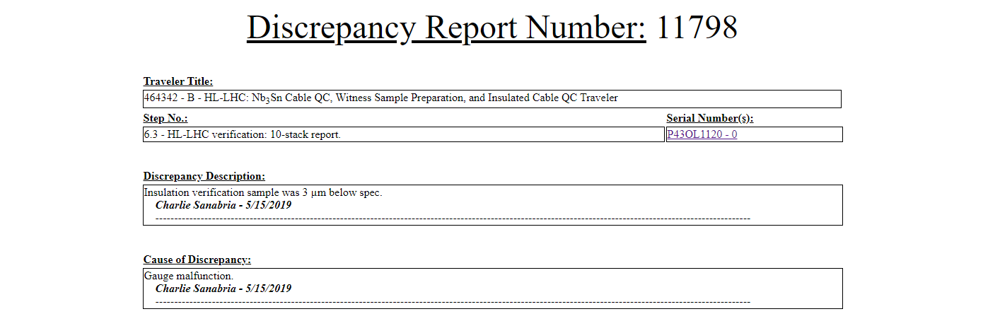 Discrepancy Report Number: 11798
Traveler Title:
464342 - B - HL-LHC: Nb₃Sn Cable QC, Witness Sample Preparation, and Insulated Cable QC Traveler
Step No.: Serial Number(s):
6.3 - HL-LHC verification: 10-stack report. P43OL1120 - 0
Discrepancy Description:
Insulation verification sample was 3 µm below spec.
Charlie Sanabria - 5/15/2019
Cause of Discrepancy:
Gauge malfunction.
Charlie Sanabria - 5/15/2019